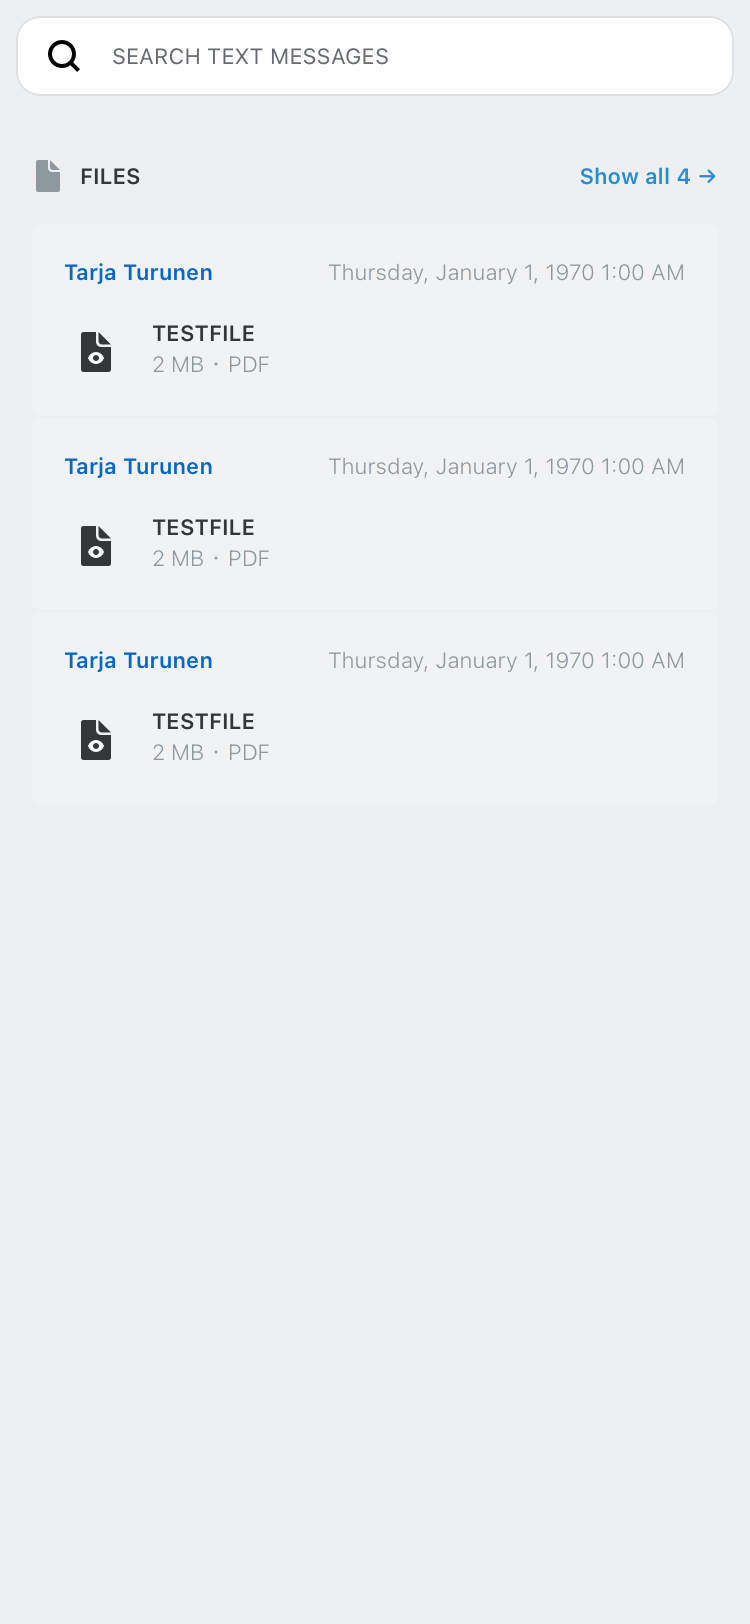 SEARCH TEXT MESSAGES
FILES
Show all 4 →
Tarja Turunen
Thursday, January 1, 1970 1:00 AM
TESTFILE
2 MB · PDF
Tarja Turunen
Thursday, January 1, 1970 1:00 AM
TESTFILE
2 MB · PDF
Tarja Turunen
Thursday, January 1, 1970 1:00 AM
TESTFILE
2 MB · PDF